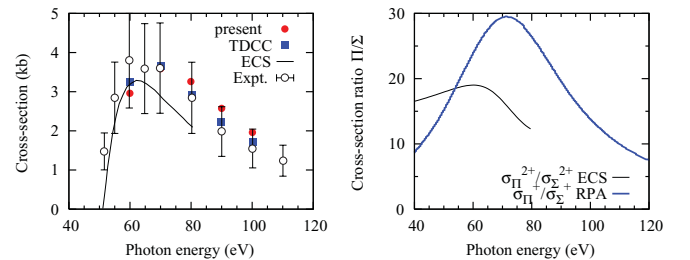 Cross-section (kb)
5
4
3
2
1
0
present
TDCC
ECS
Expt.
40 60 80 100 120
Photon energy (eV)
Cross-section ratio Π/Σ
30
20
10
0
σΠ²⁺/σΣ²⁺ ECS
σΠ⁺/σΣ⁺ RPA
40 60 80 100 120
Photon energy (eV)